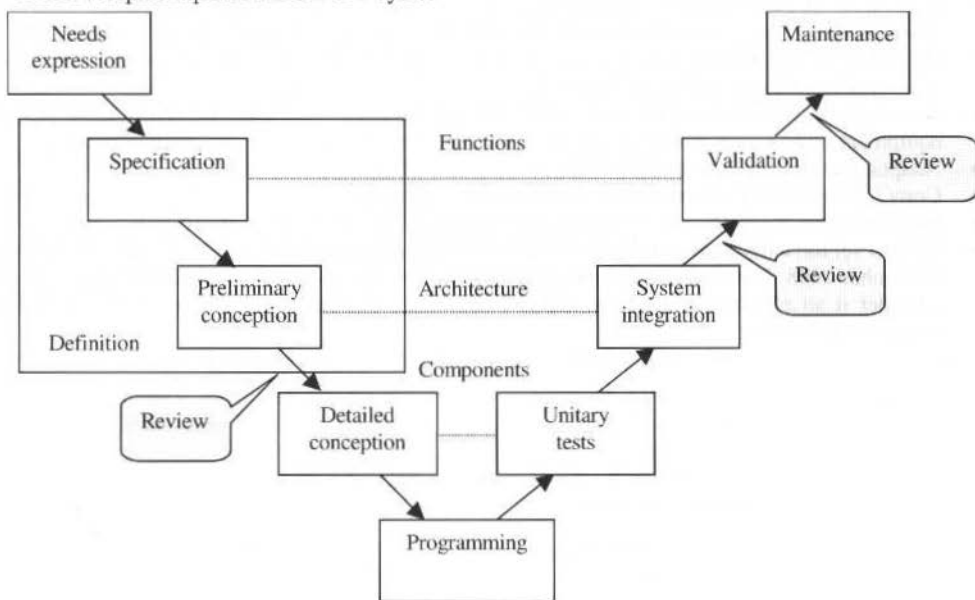 Needs
expression
Maintenance
Specification
Functions
Validation
Review
Preliminary
conception
Architecture
System
integration
Review
Definition
Components
Review
Detailed
conception
Unitary
tests
Programming